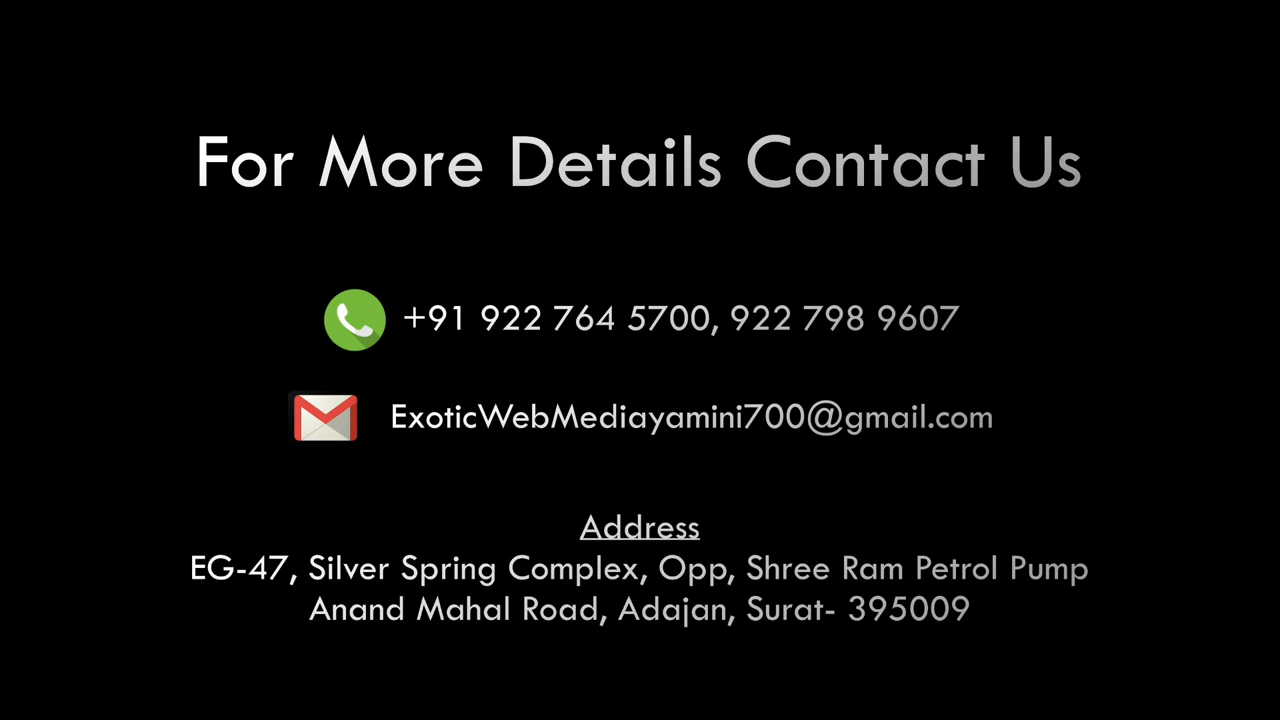 For More Details Contact Us
+91 922 764 5700, 922 798 9607
ExoticWebMediayamini700@gmail.com
Address
EG-47, Silver Spring Complex, Opp, Shree Ram Petrol Pump
Anand Mahal Road, Adajan, Surat- 395009